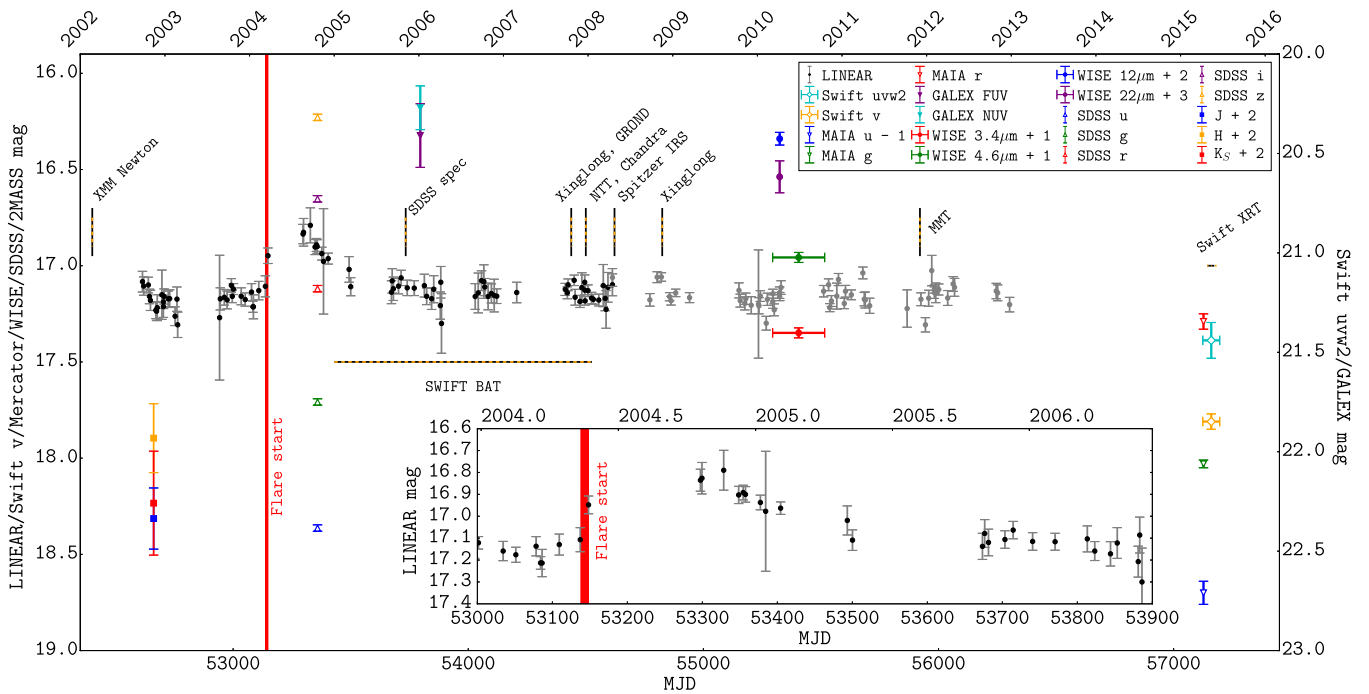 2002 2003 2004 2005 2006 2007 2008 2009 2010 2011 2012 2013 2014 2015 2016
LINEAR/Swift v/Mercator/WISE/SDSS/2MASS mag
16.0
16.5
17.0
17.5
18.0
18.5
19.0
20.0
20.5
21.0
21.5
22.0
22.5
23.0
Swift uvw2/GALEX mag
LINEAR
Swift uvw2
Swift v
MAIA u - 1
MAIA g
MAIA r
GALEX FUV
GALEX NUV
WISE 3.4μm + 1
WISE 4.6μm + 1
WISE 12μm + 2
WISE 22μm + 3
SDSS u
SDSS g
SDSS r
SDSS i
SDSS z
J + 2
H + 2
K_S + 2
XMM Newton
Flare start
SDSS spec
Xinglong, GROND
NTT, Chandra
Spitzer IRS
Xinglong
MMT
Swift XRT
SWIFT BAT
2004.0 2004.5 2005.0 2005.5 2006.0
LINEAR mag
16.6
16.7
16.8
16.9
17.0
17.1
17.2
17.3
17.4
Flare start
53000 53100 53200 53300 53400 53500 53600 53700 53800 53900
MJD
53000 54000 55000 56000 57000
MJD